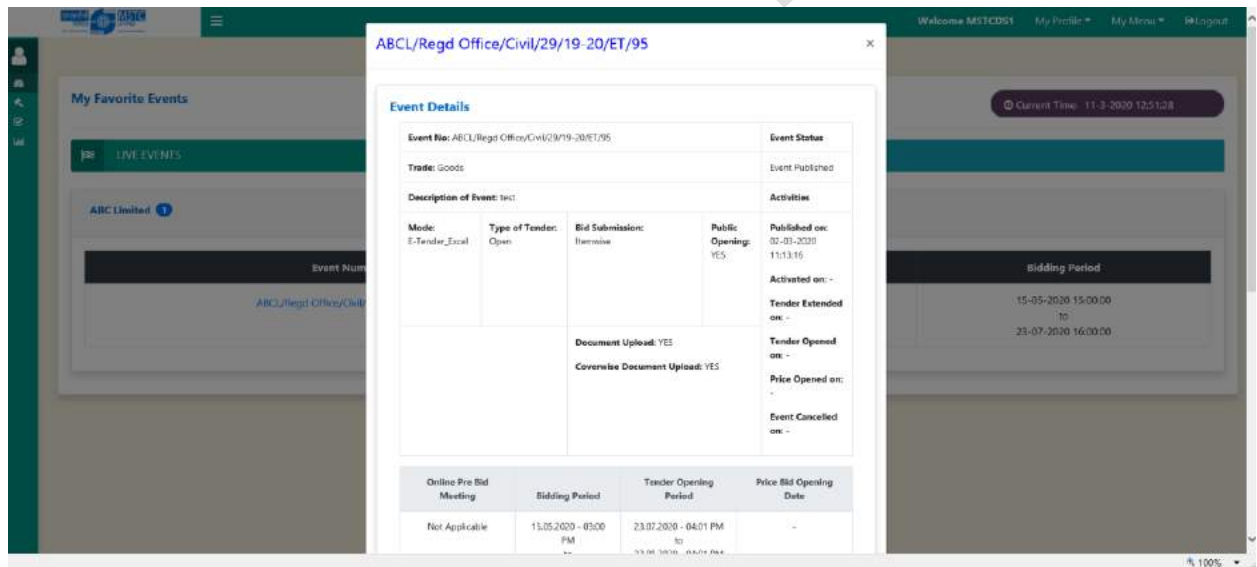 MSTC
Welcome MSTCDS1 My Profile My Menu Logout
ABCL/Regd Office/Civil/29/19-20/ET/95 ×
My Favorite Events
Current Time: 11-3-2020 12:51:28
LIVE EVENTS
ABC Limited 1
Event Num
Bidding Period
ABCL/Regd Office/Civil/
15-05-2020 15:00:00
to
23-07-2020 16:00:00
Event Details
Event No: ABCL/Regd Office/Civil/29/19-20/ET/95
Event Status
Trade: Goods
Event Published
Description of Event: test
Activities
Mode:
E-Tender_Excel
Type of Tender:
Open
Bid Submission:
Itemwise
Public
Opening:
YES
Published on:
02-03-2020
11:13:16
Activated on: -
Tender Extended
on: -
Document Upload: YES
Coverwise Document Upload: YES
Tender Opened
on: -
Price Opened on:
-
Event Cancelled
on: -
Online Pre Bid
Meeting
Bidding Period
Tender Opening
Period
Price Bid Opening
Date
Not Applicable
15.05.2020 - 03:00
PM
to
23.07.2020 - 04:01 PM
to
-
100%